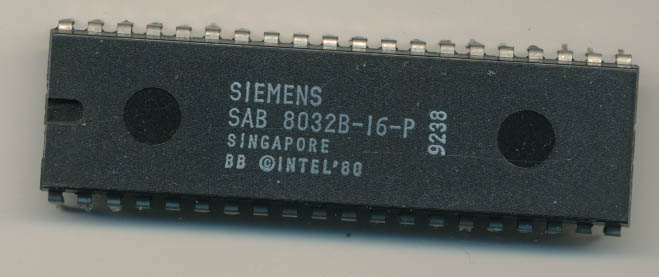 SIEMENS
SAB 8032B-16-P
SINGAPORE
BB ©INTEL'80
9238